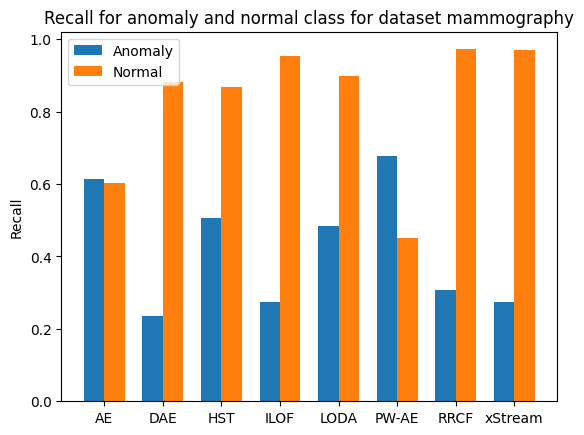 Recall for anomaly and normal class for dataset mammography
Anomaly
Normal
Recall
1.0
0.8
0.6
0.4
0.2
0.0
AE DAE HST ILOF LODA PW-AE RRCF xStream